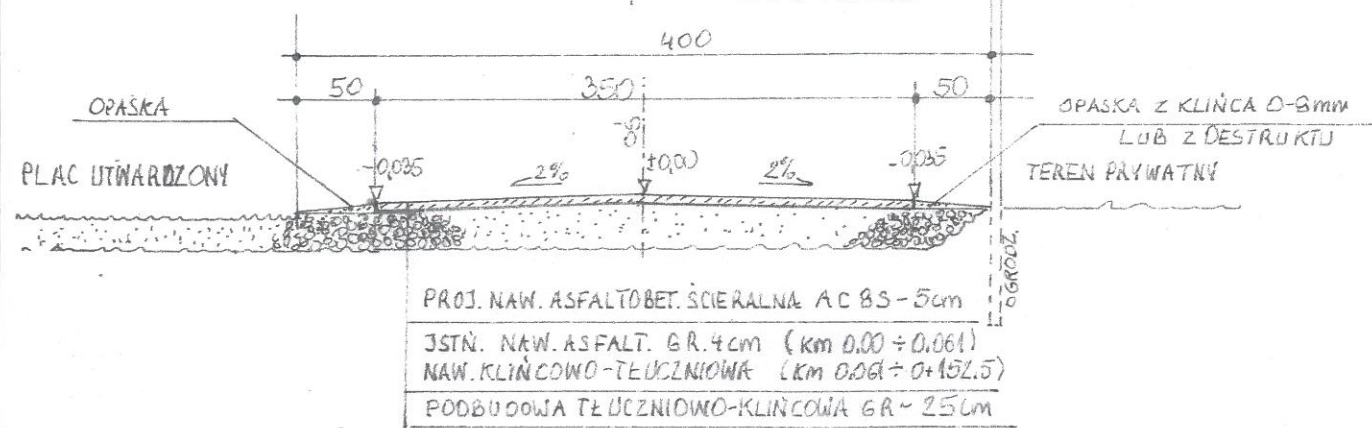 400
50
350
50
OPASKA
OPASKA Z KLIŃCA 0-8mm
LUB Z DESTRUKTU
OŚ
PLAC UTWARDZONY
-0,035
2%
±0,00
2%
-0,035
TEREN PRYWATNY
OGRODZ.
PROJ. NAW. ASFALTOBET. ŚCIERALNA AC 8S - 5cm
ISTN. NAW. ASFALT. GR. 4cm (km 0.00 ÷ 0,061)
NAW. KLIŃCOWO-TŁUCZNIOWA (km 0.061 ÷ 0+152.5)
PODBUDOWA TŁUCZNIOWO-KLIŃCOWA GR ~ 25cm